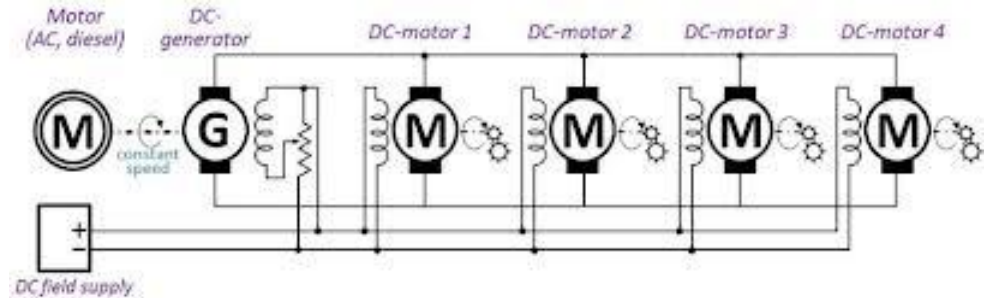 Motor
(AC, diesel)
DC-
generator
DC-motor 1
DC-motor 2
DC-motor 3
DC-motor 4
M
constant
speed
G
M
M
M
M
+
−
DC field supply